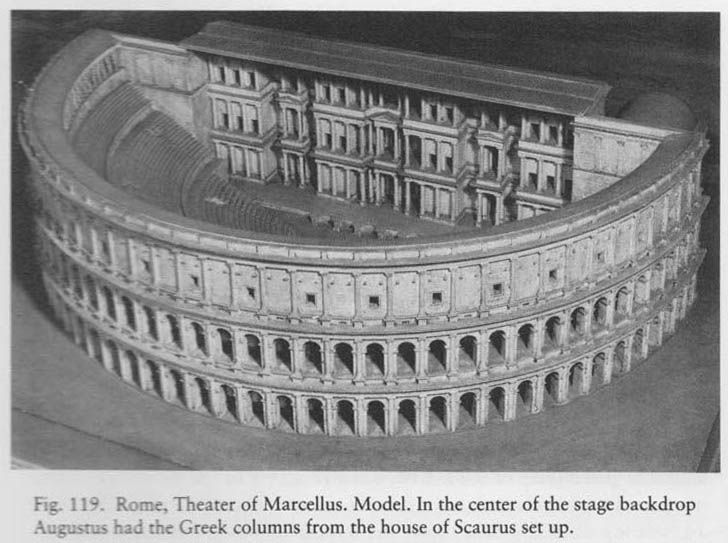 Fig. 119. Rome, Theater of Marcellus. Model. In the center of the stage backdrop
Augustus had the Greek columns from the house of Scaurus set up.